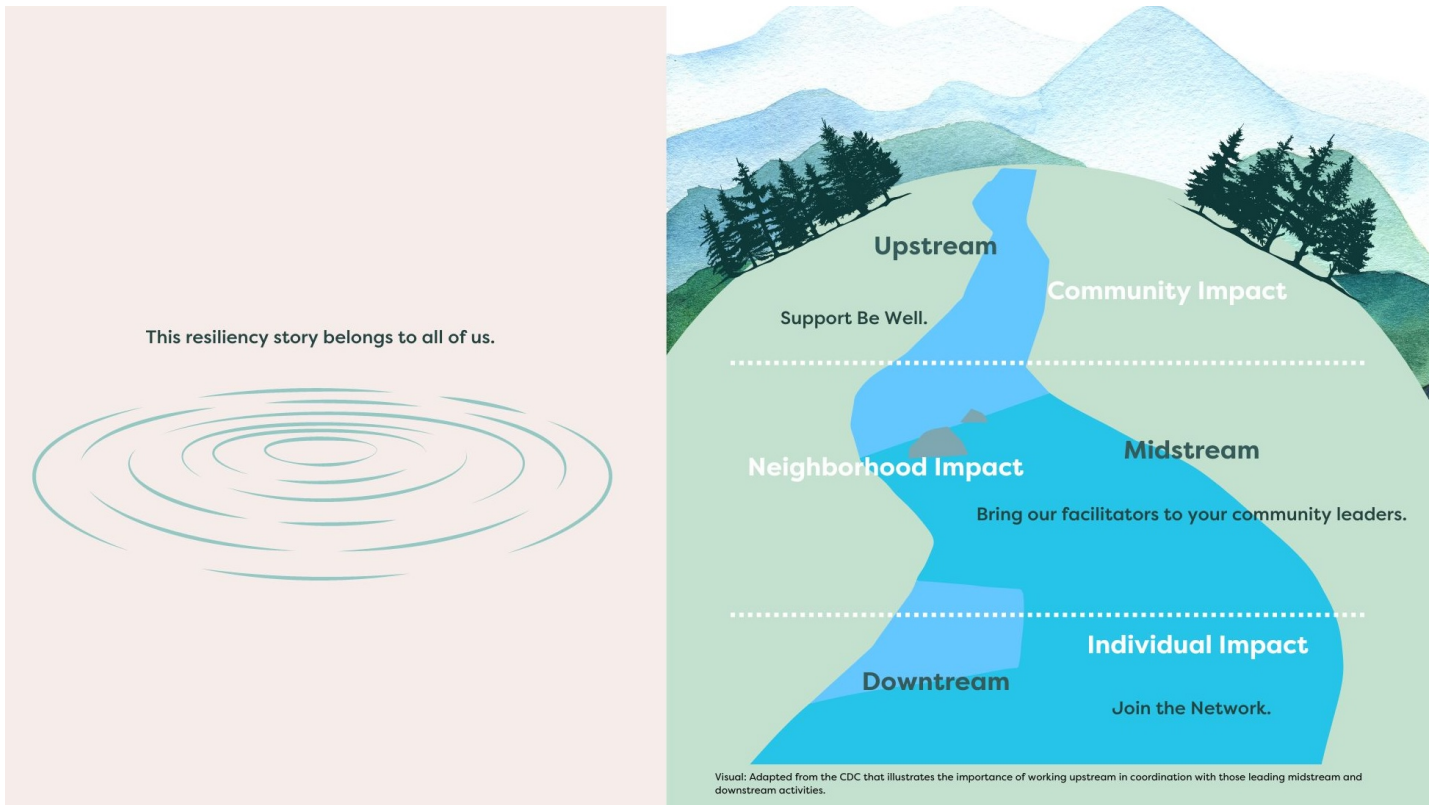 This resiliency story belongs to all of us.
Upstream
Community Impact
Support Be Well.
Midstream
Neighborhood Impact
Bring our facilitators to your community leaders.
Individual Impact
Downtream
Join the Network.
Visual: Adapted from the CDC that illustrates the importance of working upstream in coordination with those leading midstream and
downstream activities.